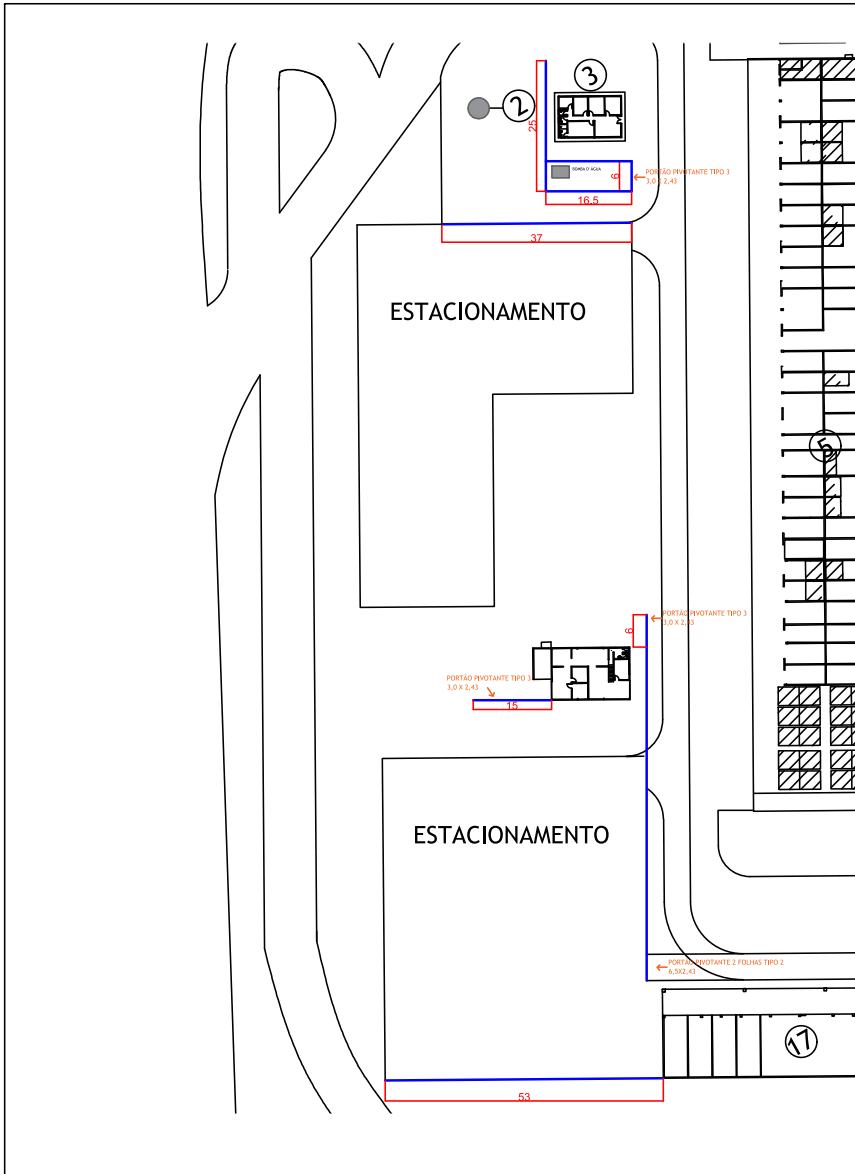 3
2
25
BOMBA D' ÁGUA
6
PORTÃO PIVOTANTE TIPO 3
3,0 X 2,43
16,5
37
ESTACIONAMENTO
5
PORTÃO PIVOTANTE TIPO 3
3,0 X 2,43
6
PORTÃO PIVOTANTE TIPO 3
3,0 X 2,43
15
ESTACIONAMENTO
PORTÃO PIVOTANTE 2 FOLHAS TIPO 2
6,5X2,43
17
53